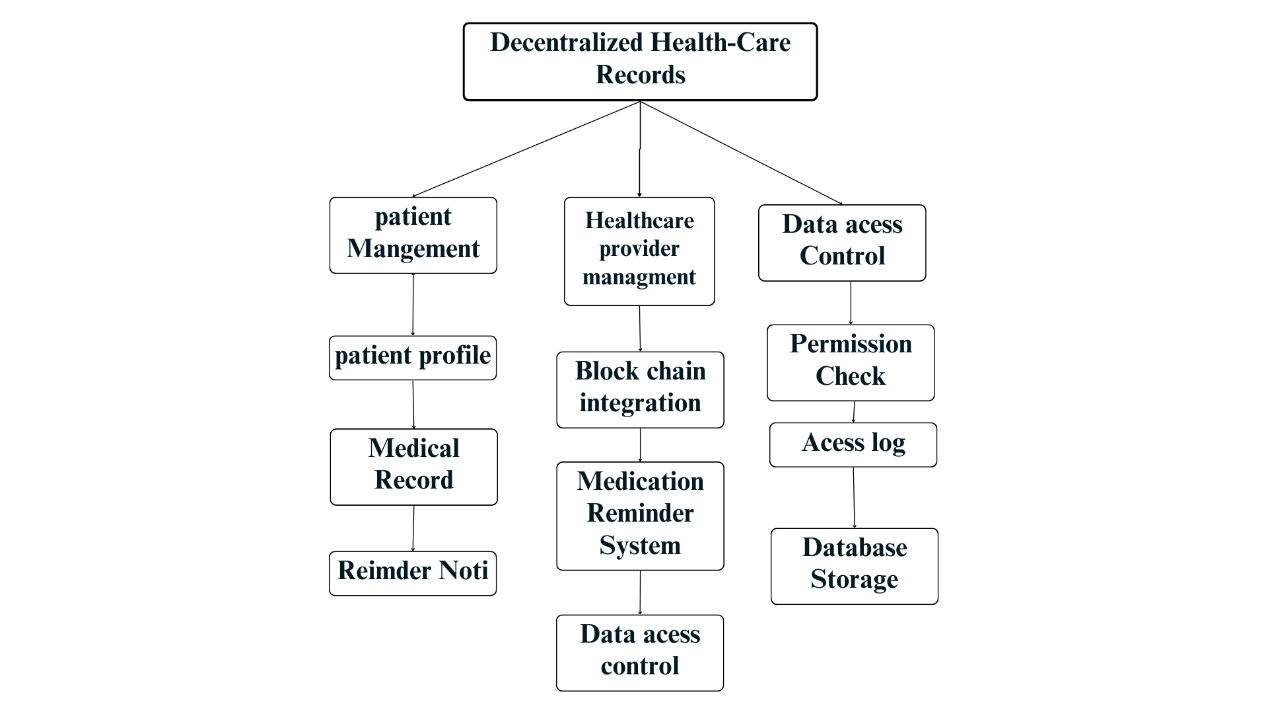 Decentralized Health-Care
Records
patient
Mangement
patient profile
Medical
Record
Reimder Noti
Healthcare
provider
managment
Block chain
integration
Medication
Reminder
System
Data acess
control
Data acess
Control
Permission
Check
Acess log
Database
Storage